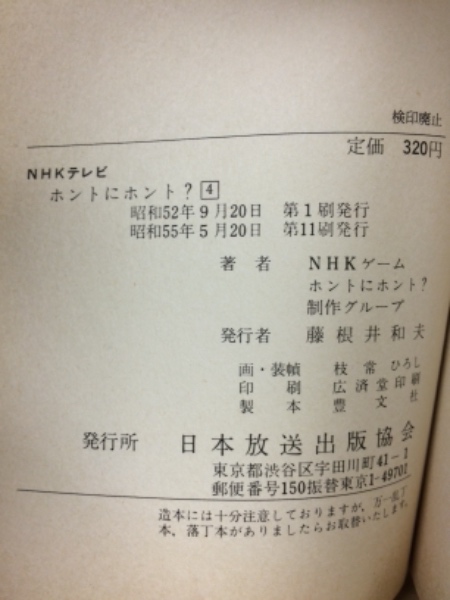 検印廃止
定価 320円
NHKテレビ
ホントにホント? 4
昭和52年9月20日 第1刷発行
昭和55年5月20日 第11刷発行
著者 NHKゲーム
ホントにホント?
制作グループ
発行者 藤根井和夫
画・装幀 枝常ひろし
印刷 広済堂印刷
製本 豊文社
発行所 日本放送出版協会
東京都渋谷区宇田川町41-1
郵便番号150振替東京1-49701
造本には十分注意しておりますが、万一乱丁
本、落丁本がありましたらお取替いたします。